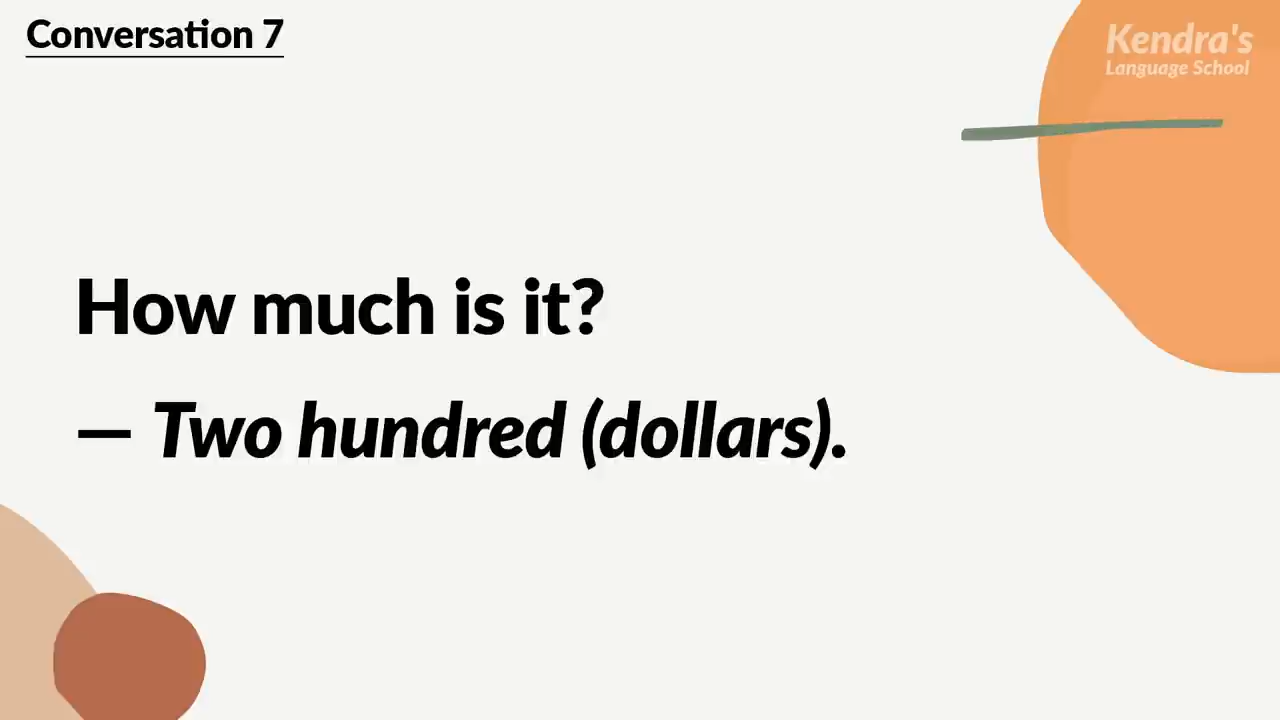 Conversation 7
Kendra's
Language School
How much is it?
— Two hundred (dollars).